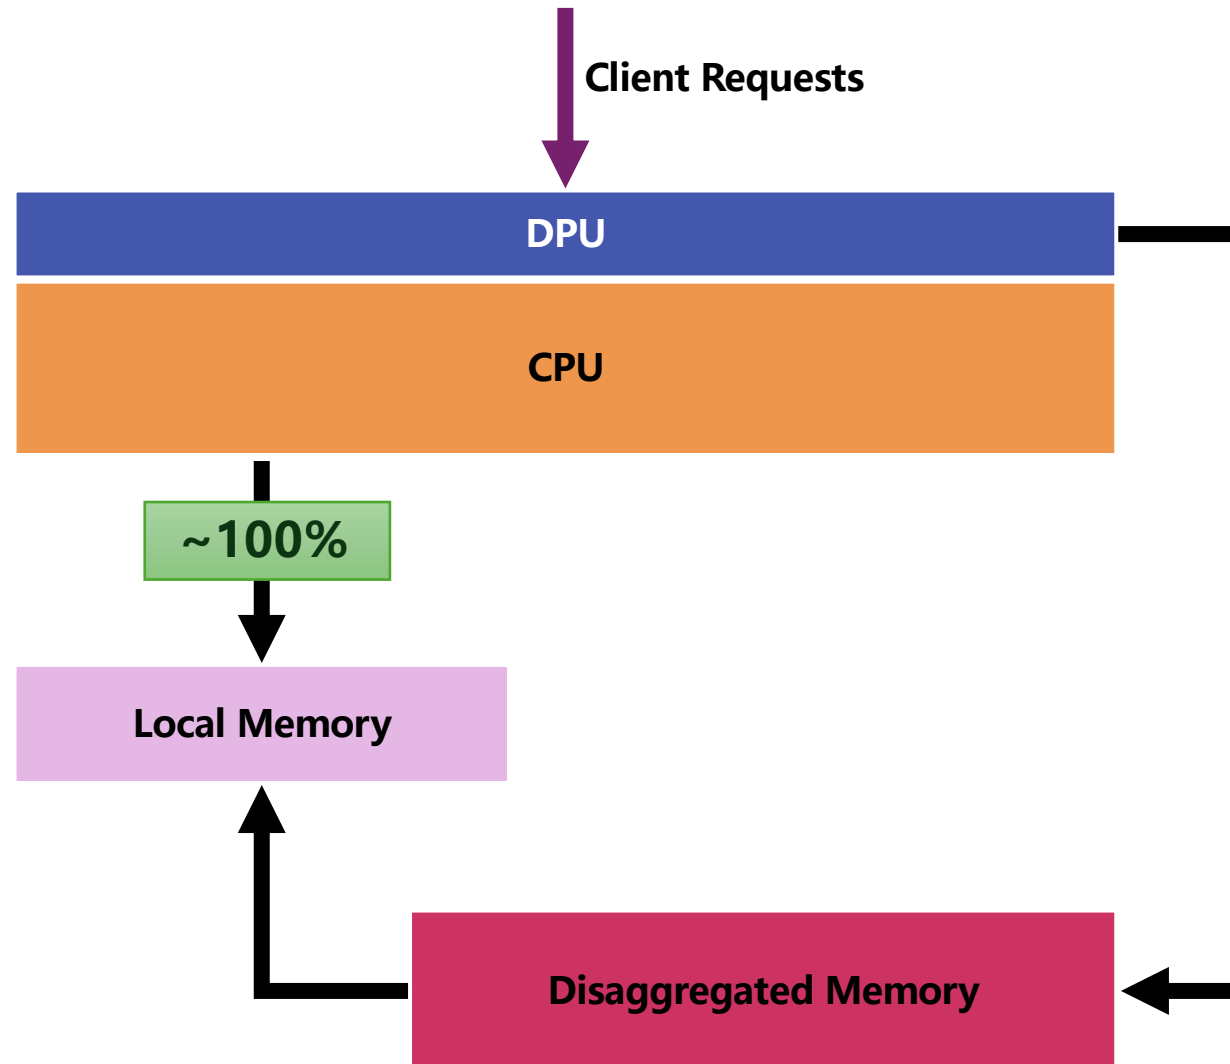 Client Requests
DPU
CPU
~100%
Local Memory
Disaggregated Memory